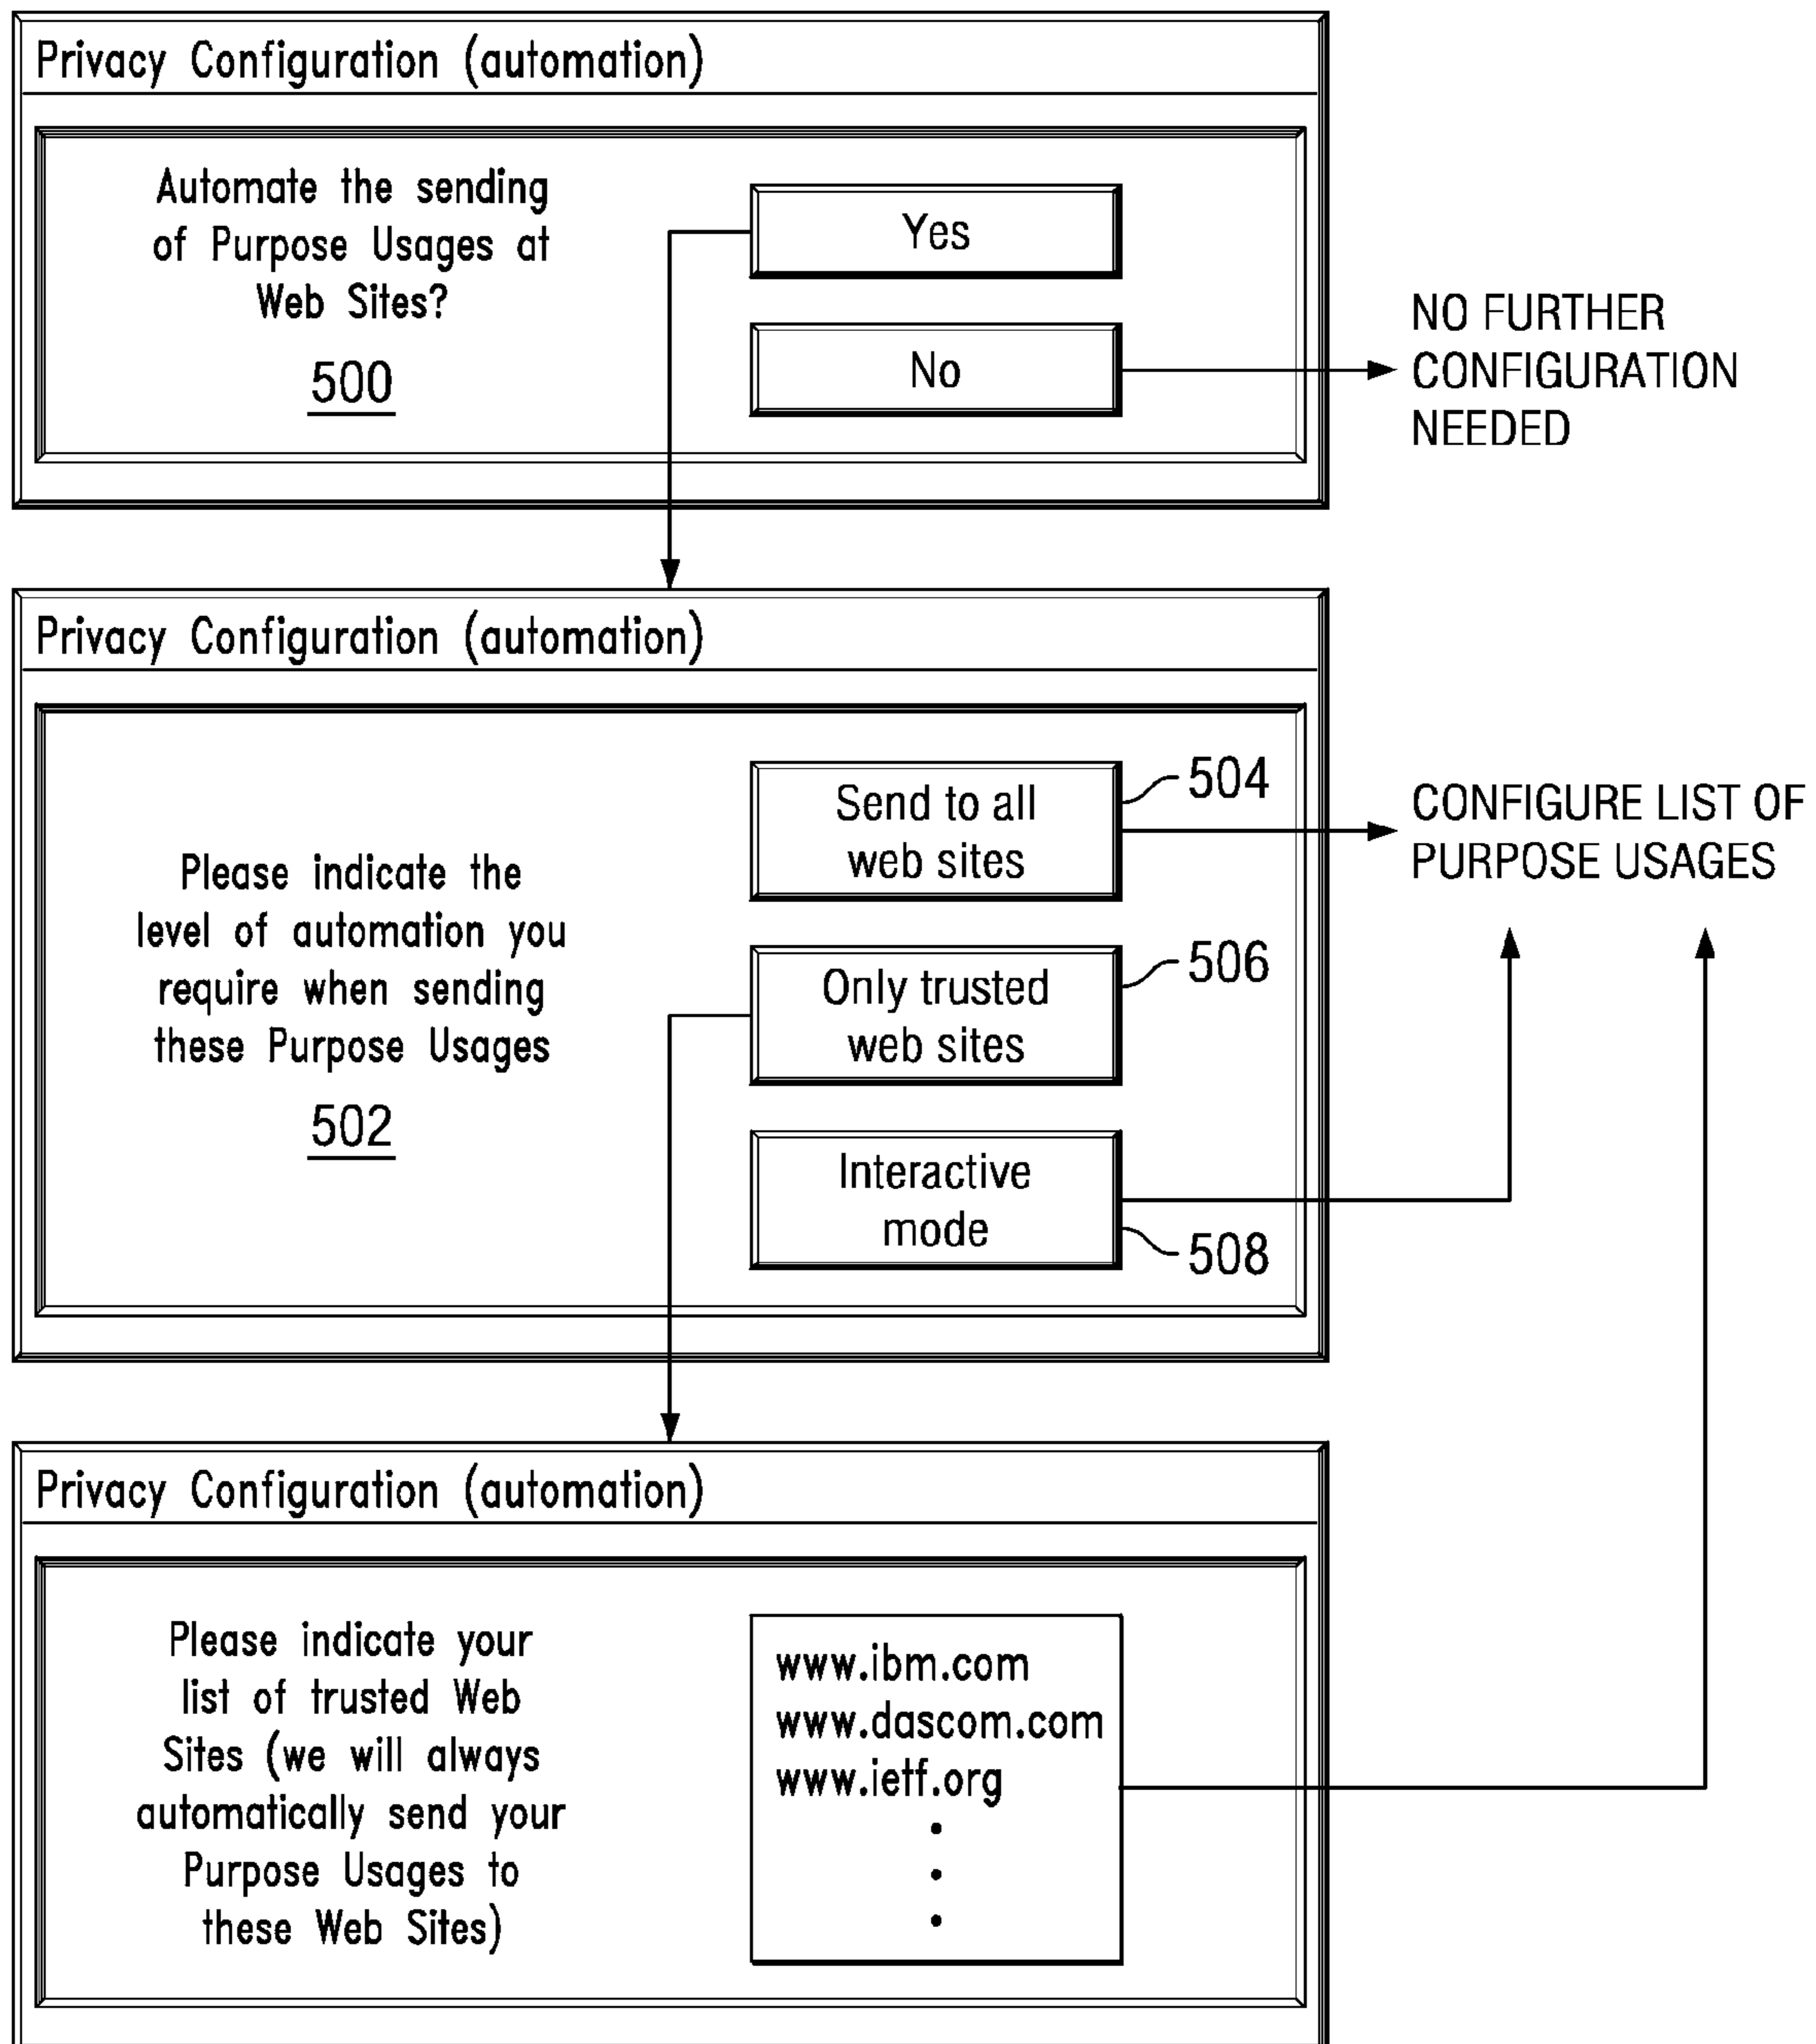 Privacy Configuration (automation)
Automate the sending
of Purpose Usages at
Web Sites?
500
Yes
No
NO FURTHER
CONFIGURATION
NEEDED
Privacy Configuration (automation)
Please indicate the
level of automation you
require when sending
these Purpose Usages
502
Send to all
web sites
504
Only trusted
web sites
506
Interactive
mode
508
CONFIGURE LIST OF
PURPOSE USAGES
Privacy Configuration (automation)
Please indicate your
list of trusted Web
Sites (we will always
automatically send your
Purpose Usages to
these Web Sites)
www.ibm.com
www.dascom.com
www.ietf.org